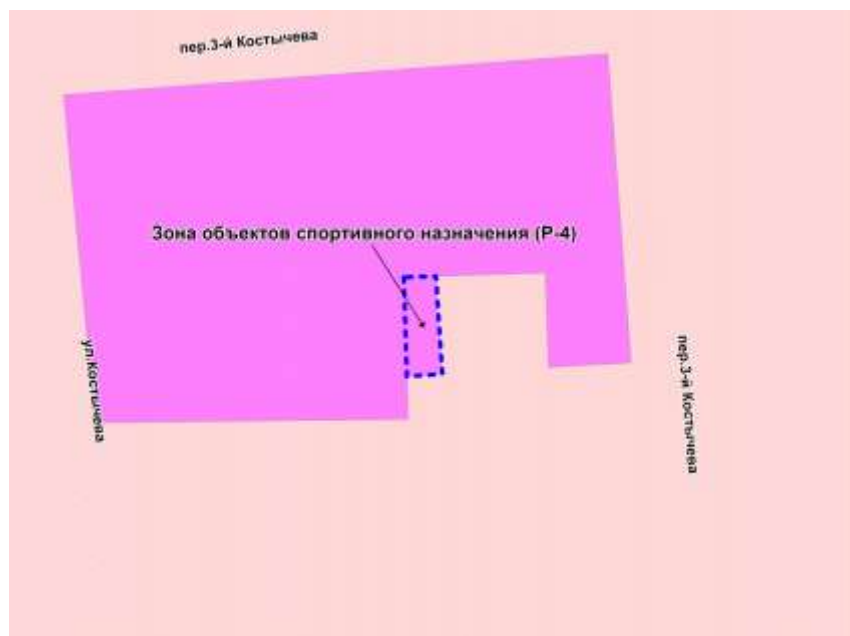 пер.3-й Костычева
Зона объектов спортивного назначения (Р-4)
ул.Костычева
пер.3-й Костычева